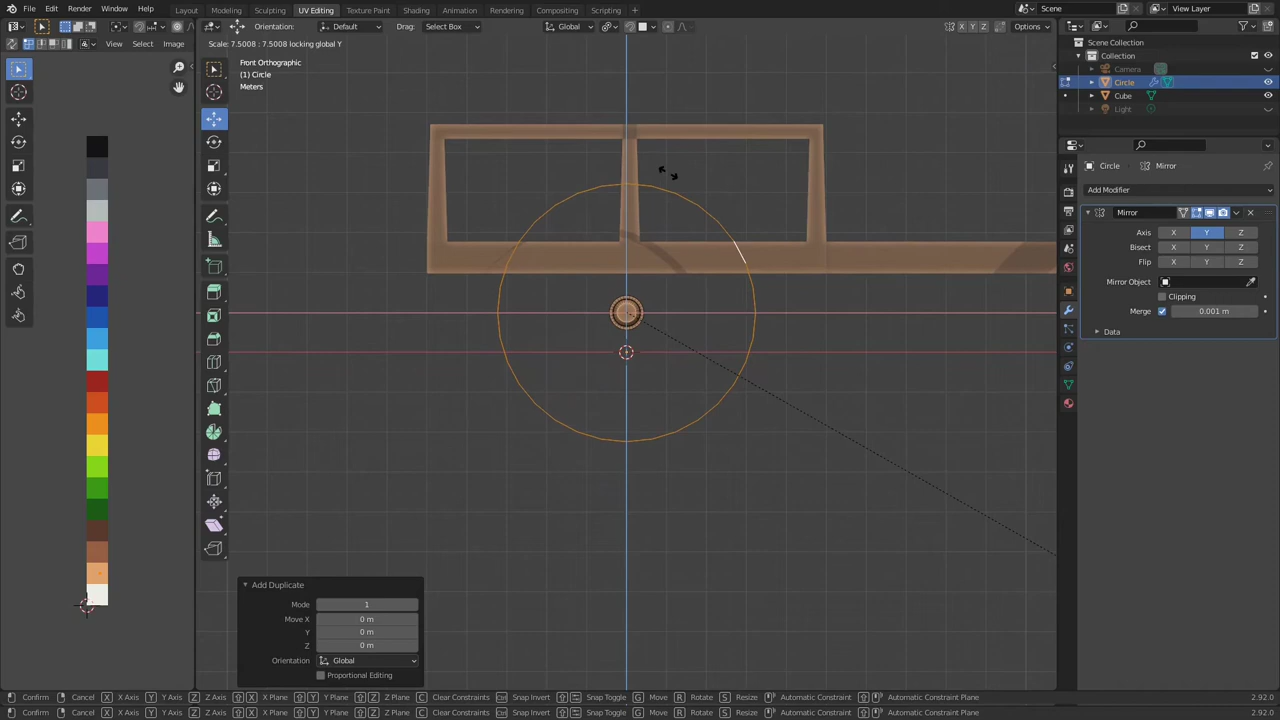 File Edit Render Window Help Layout Modeling Sculpting UV Editing Texture Paint Shading Animation Rendering Compositing Scripting Scene View Layer
Orientation: Default Drag: Select Box Global X Y Z Options
View Select Image
Scale: 7.5008 : 7.5008 locking global Y
Front Orthographic
(1) Circle
Meters
Scene Collection
Collection
Camera
Circle
Cube
Light
Circle Mirror
Add Modifier
Mirror
Axis X Y Z
Bisect X Y Z
Flip X Y Z
Mirror Object
Clipping
Merge 0.001 m
Data
Add Duplicate
Mode 1
Move X 0 m
Y 0 m
Z 0 m
Orientation Global
Proportional Editing
Confirm Cancel X X Axis Y Y Axis Z Z Axis X X Plane Y Y Plane Z Z Plane C Clear Constraints Snap Invert Snap Toggle G Move R Rotate S Resize Automatic Constraint Automatic Constraint Plane 2.92.0
Confirm Cancel X X Axis Y Y Axis Z Z Axis X X Plane Y Y Plane Z Z Plane C Clear Constraints Snap Invert Snap Toggle G Move R Rotate S Resize Automatic Constraint Automatic Constraint Plane 2.92.0